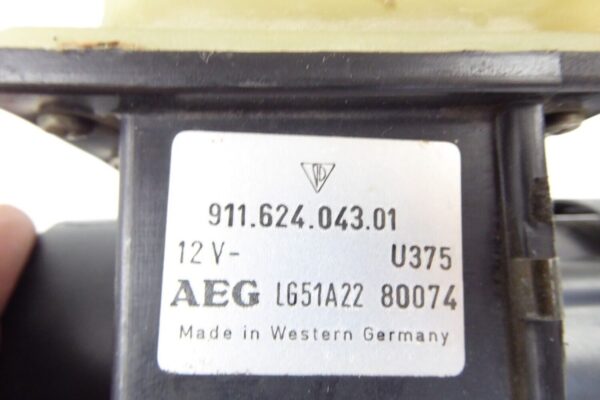 911.624.043.01
12 V- U375
AEG LG51A22 80074
Made in Western Germany